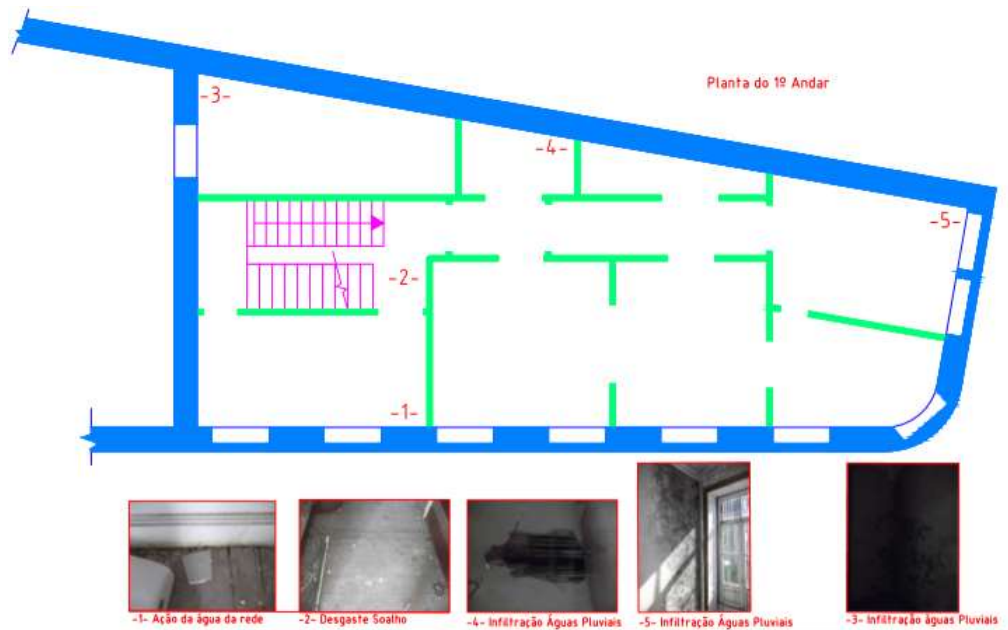 Planta do 1º Andar
-3-
-4-
-5-
-2-
-1-
-1- Ação da água da rede
-2- Desgaste Soalho
-4- Infiltração Águas Pluviais
-5- Infiltração Águas Pluviais
-3- Infiltração águas Pluviais